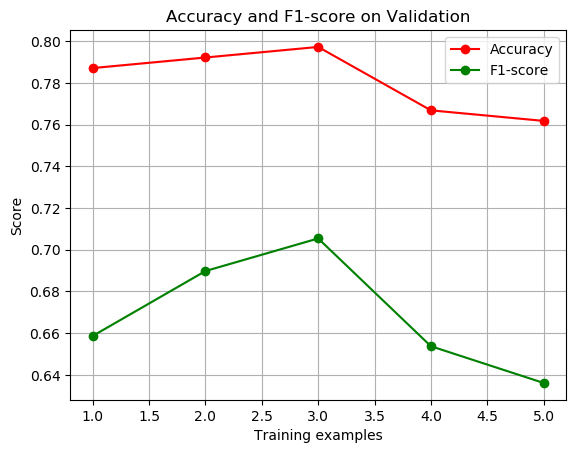 Accuracy and F1-score on Validation
Accuracy
F1-score
0.80
0.78
0.76
0.74
0.72
0.70
0.68
0.66
0.64
Score
1.0 1.5 2.0 2.5 3.0 3.5 4.0 4.5 5.0
Training examples